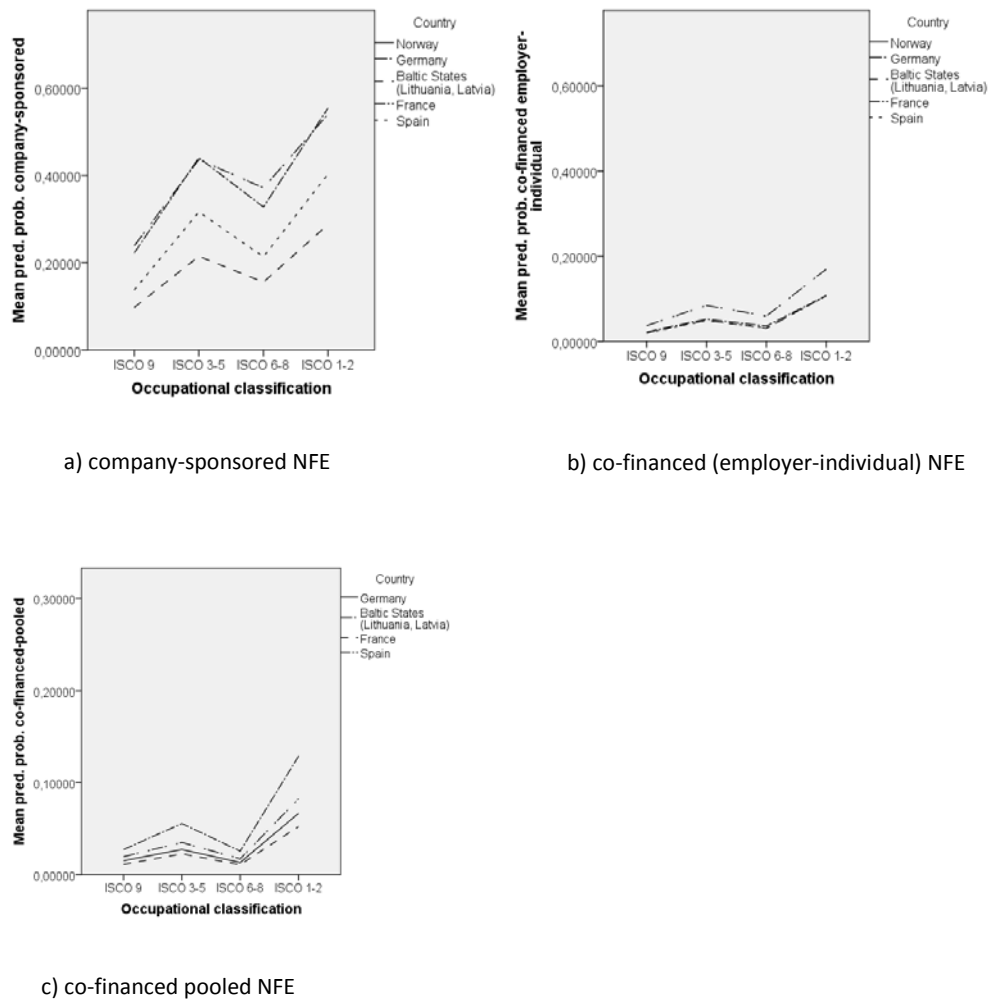 Country
Norway
Germany
Baltic States
(Lithuania, Latvia)
France
Spain
Mean pred. prob. company-sponsored
0,60000
0,40000
0,20000
0,00000
ISCO 9 ISCO 3-5 ISCO 6-8 ISCO 1-2
Occupational classification
a) company-sponsored NFE
Country
Norway
Germany
Baltic States
(Lithuania, Latvia)
France
Spain
Mean pred. prob. co-financed employer-
individual
0,60000
0,40000
0,20000
0,00000
ISCO 9 ISCO 3-5 ISCO 6-8 ISCO 1-2
Occupational classification
b) co-financed (employer-individual) NFE
Country
Germany
Baltic States
(Lithuania, Latvia)
France
Spain
Mean pred. prob. co-financed-pooled
0,30000
0,20000
0,10000
0,00000
ISCO 9 ISCO 3-5 ISCO 6-8 ISCO 1-2
Occupational classification
c) co-financed pooled NFE